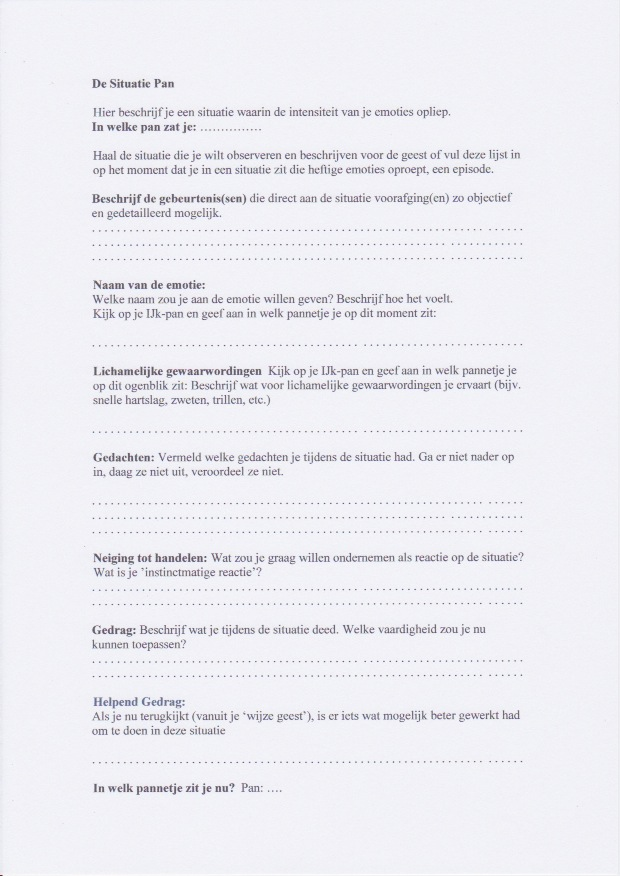 De Situatie Pan
Hier beschrijf je een situatie waarin de intensiteit van je emoties opliep.
In welke pan zat je: ……………
Haal de situatie die je wilt observeren en beschrijven voor de geest of vul deze lijst in
op het moment dat je in een situatie zit die heftige emoties oproept, een episode.
Beschrijf de gebeurtenis(sen) die direct aan de situatie voorafging(en) zo objectief
en gedetailleerd mogelijk.
Naam van de emotie:
Welke naam zou je aan de emotie willen geven? Beschrijf hoe het voelt.
Kijk op je IJk-pan en geef aan in welk pannetje je op dit moment zit:
Lichamelijke gewaarwordingen Kijk op je IJk-pan en geef aan in welk pannetje je
op dit ogenblik zit: Beschrijf wat voor lichamelijke gewaarwordingen je ervaart (bijv.
snelle hartslag, zweten, trillen, etc.)
Gedachten: Vermeld welke gedachten je tijdens de situatie had. Ga er niet nader op
in, daag ze niet uit, veroordeel ze niet.
Neiging tot handelen: Wat zou je graag willen ondernemen als reactie op de situatie?
Wat is je 'instinctmatige reactie'?
Gedrag: Beschrijf wat je tijdens de situatie deed. Welke vaardigheid zou je nu
kunnen toepassen?
Helpend Gedrag:
Als je nu terugkijkt (vanuit je 'wijze geest'), is er iets wat mogelijk beter gewerkt had
om te doen in deze situatie
In welk pannetje zit je nu? Pan: ….